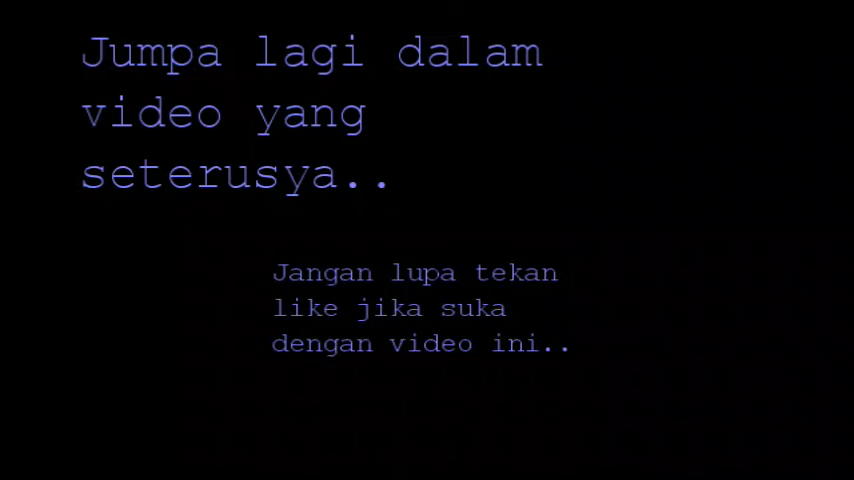 Jumpa lagi dalam
video yang
seterusya..
Jangan lupa tekan
like jika suka
dengan video ini..